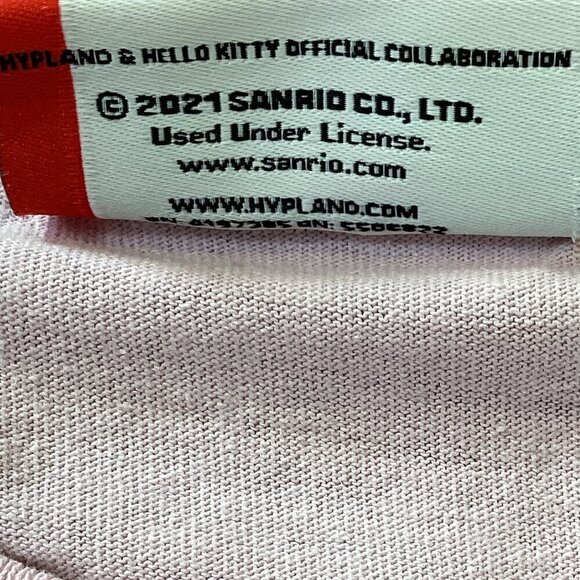 HYPLAND & HELLO KITTY OFFICIAL COLLABORATION
© 2021 SANRIO CO., LTD.
Used Under License.
www.sanrio.com
WWW.HYPLAND.COM